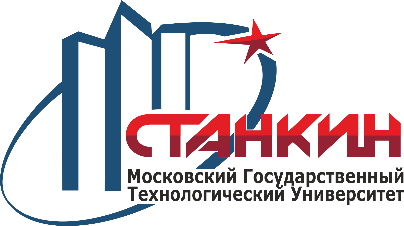 СТАНКИН
Московский Государственный
Технологический Университет